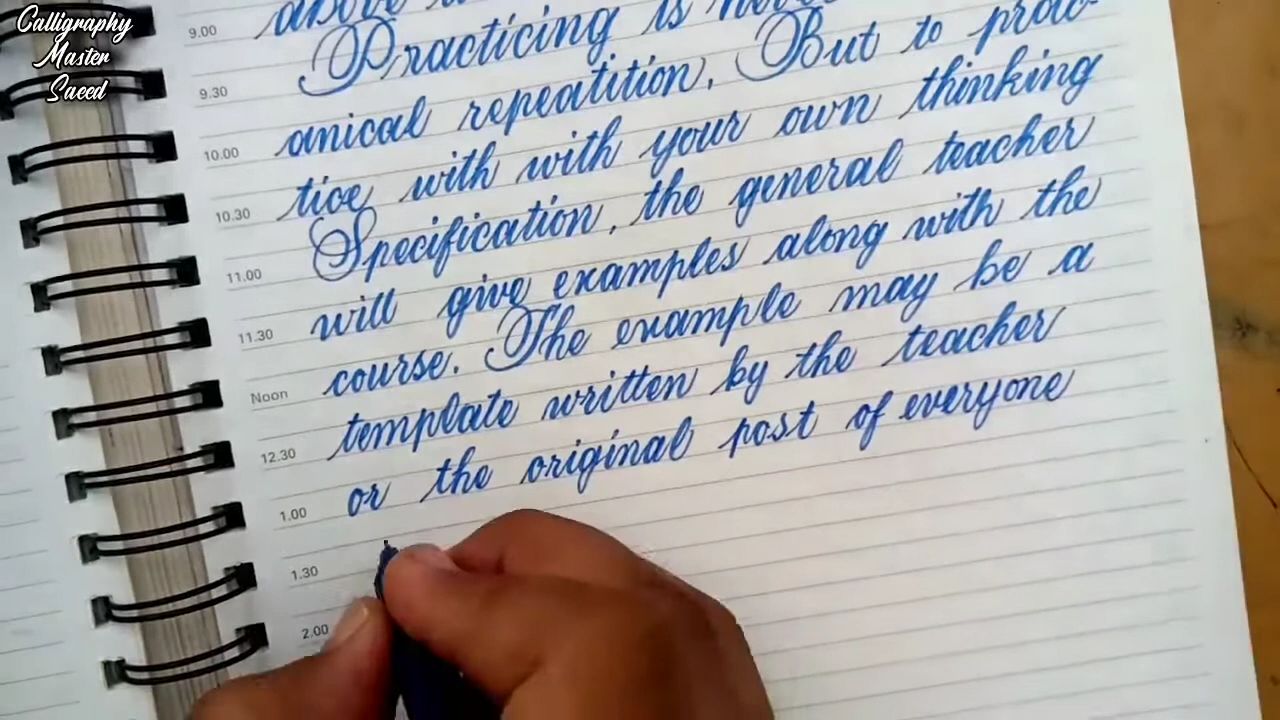 Calligraphy
Master
Saeed
9.00 above
Practicing is
9.30 anical repeatition. But to prac-
10.00 tice with with your own thinking
10.30 Specification, the general teacher
11.00 will give examples along with the
11.30 course. The example may be a
Noon template written by the teacher
12.30 or the original post of everyone
1.00
1.30
2.00